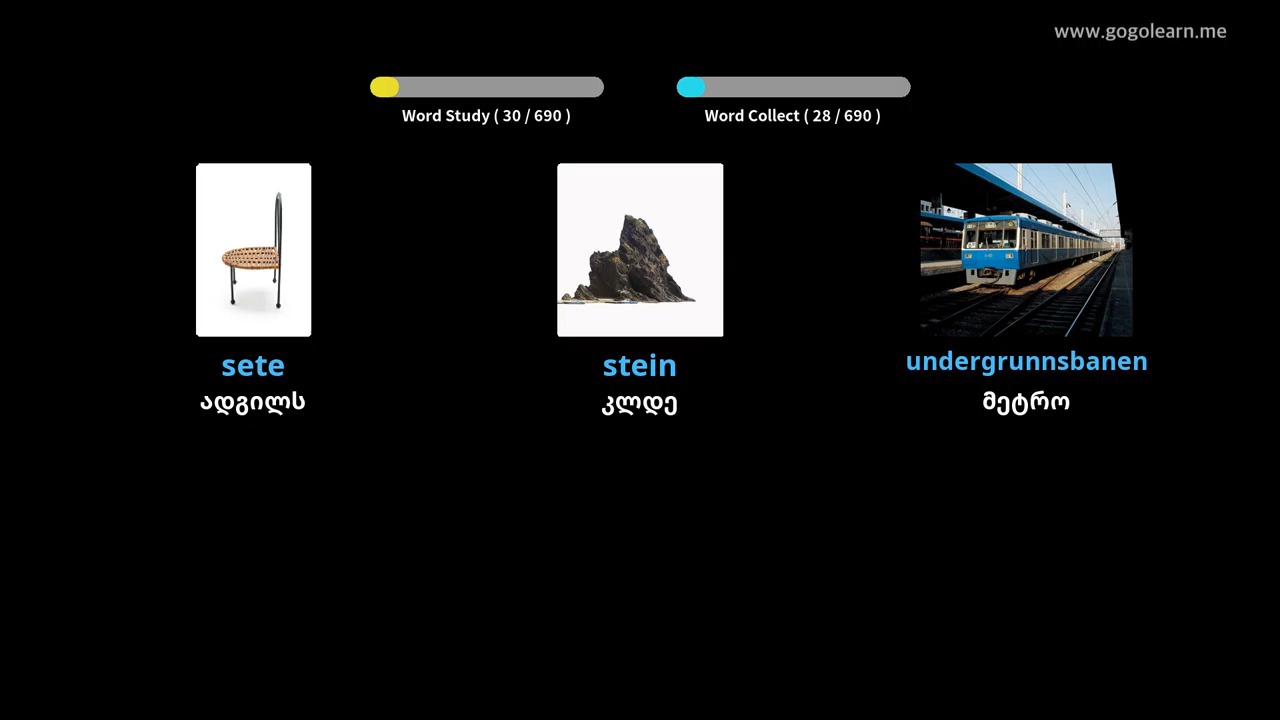 www.gogolearn.me
Word Study ( 30 / 690 )
Word Collect ( 28 / 690 )
sete
ადგილს
stein
კლდე
undergrunnsbanen
მეტრო